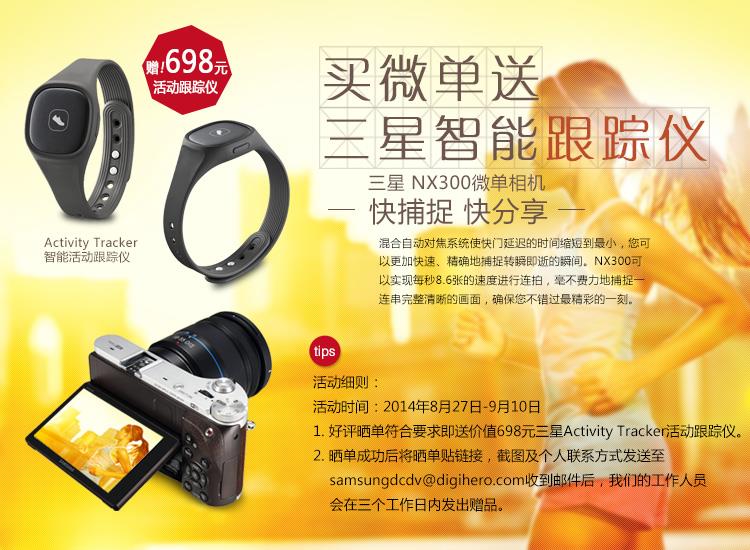 赠!698元
活动跟踪仪
买微单送
三星智能跟踪仪
三星 NX300微单相机
快捕捉 快分享
Activity Tracker
智能活动跟踪仪
混合自动对焦系统使快门延迟的时间缩短到最小，您可
以更加快速、精确地捕捉转瞬即逝的瞬间。NX300可
以实现每秒8.6张的速度进行连拍，毫不费力地捕捉一
连串完整清晰的画面，确保您不错过最精彩的一刻。
tips
活动细则：
活动时间：2014年8月27日-9月10日
1. 好评晒单符合要求即送价值698元三星Activity Tracker活动跟踪仪。
2. 晒单成功后将晒单贴链接，截图及个人联系方式发送至
samsungdcdv@digihero.com收到邮件后，我们的工作人员
会在三个工作日内发出赠品。